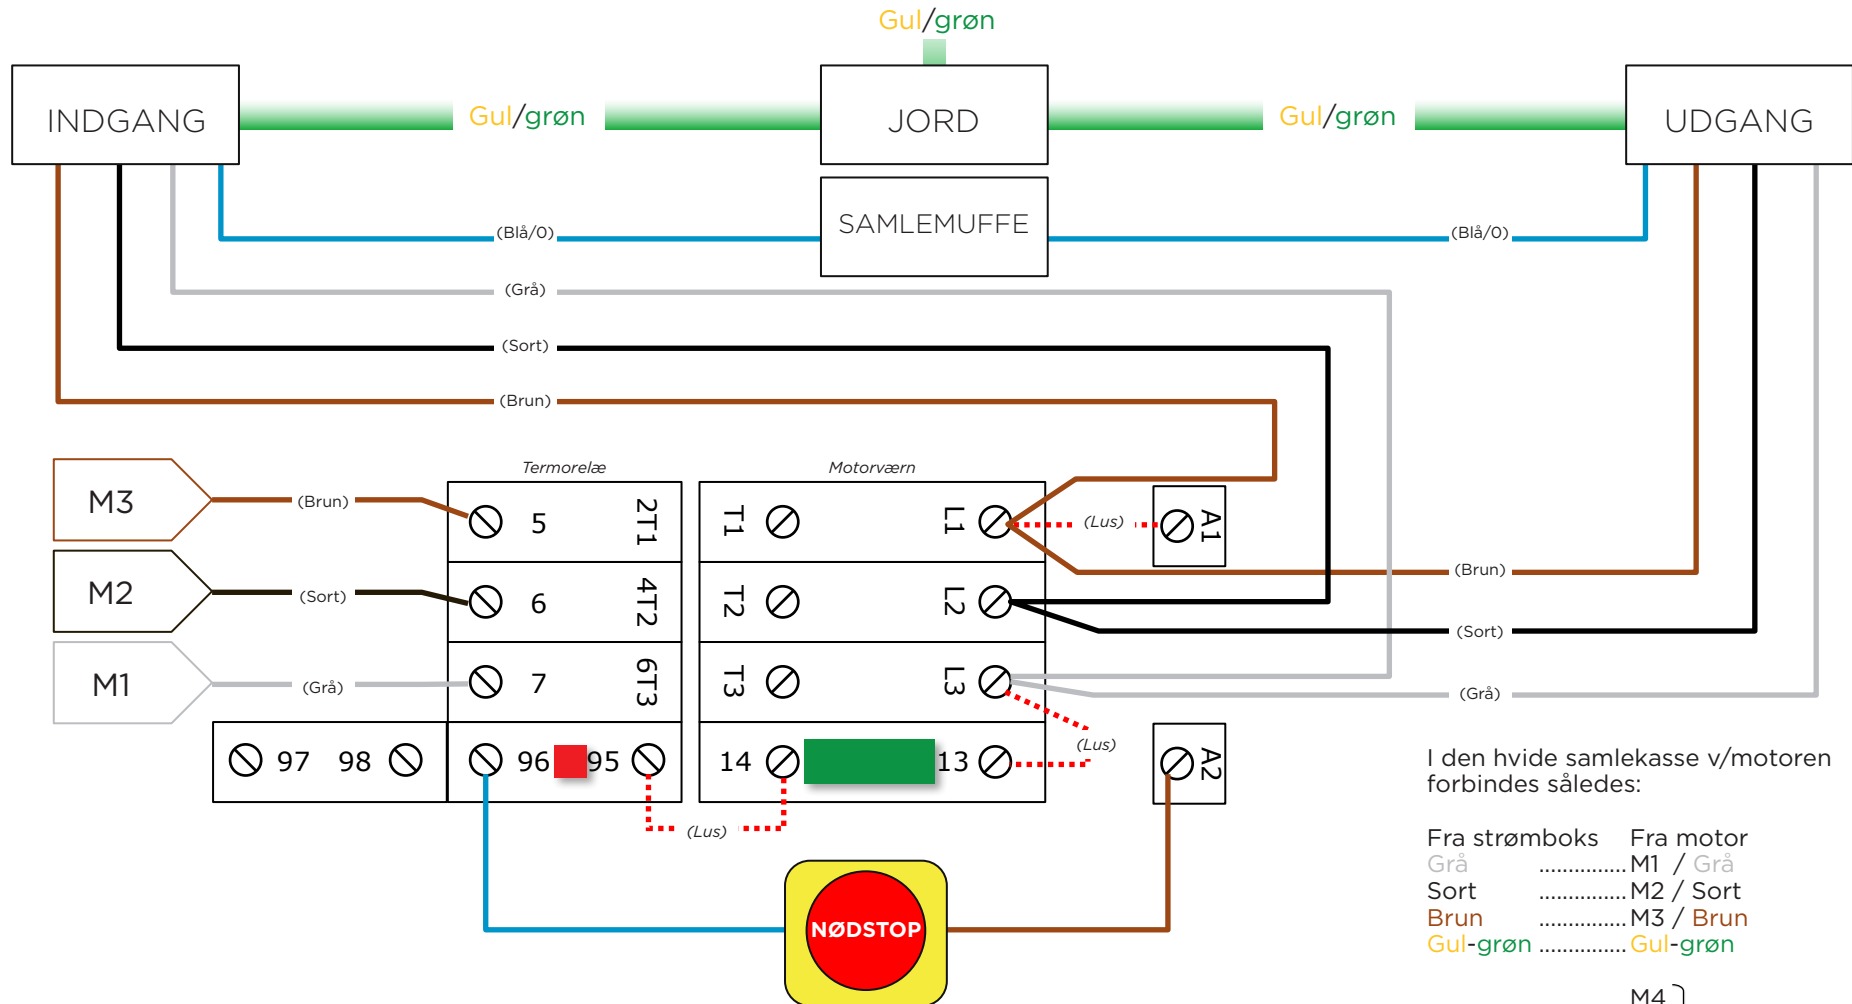 Gul/grøn
INDGANG
Gul/grøn
JORD
Gul/grøn
UDGANG
SAMLEMUFFE
(Blå/0)
(Blå/0)
(Grå)
(Sort)
(Brun)
Termorelæ
Motorværn
M3
(Brun)
5
2T1
T1
L1
(Lus)
A1
(Brun)
M2
(Sort)
6
4T2
T2
L2
(Sort)
M1
(Grå)
7
6T3
T3
L3
(Grå)
97 98
96 95
14 13
(Lus)
A2
(Lus)
NØDSTOP
I den hvide samlekasse v/motoren
forbindes således:
Fra strømboks Fra motor
Grå ............... M1 / Grå
Sort ............... M2 / Sort
Brun ............... M3 / Brun
Gul-grøn ............... Gul-grøn
M4